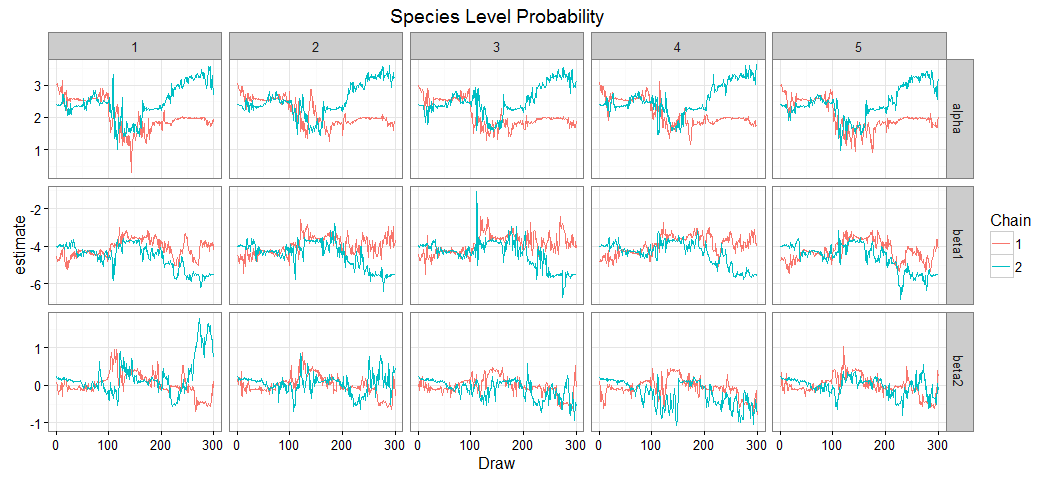 Species Level Probability
1 2 3 4 5
3
2
1
alpha
-2
-4
-6
beta1
1
0
-1
beta2
estimate
0 100 200 300 0 100 200 300 0 100 200 300 0 100 200 300 0 100 200 300
Draw
Chain
1
2